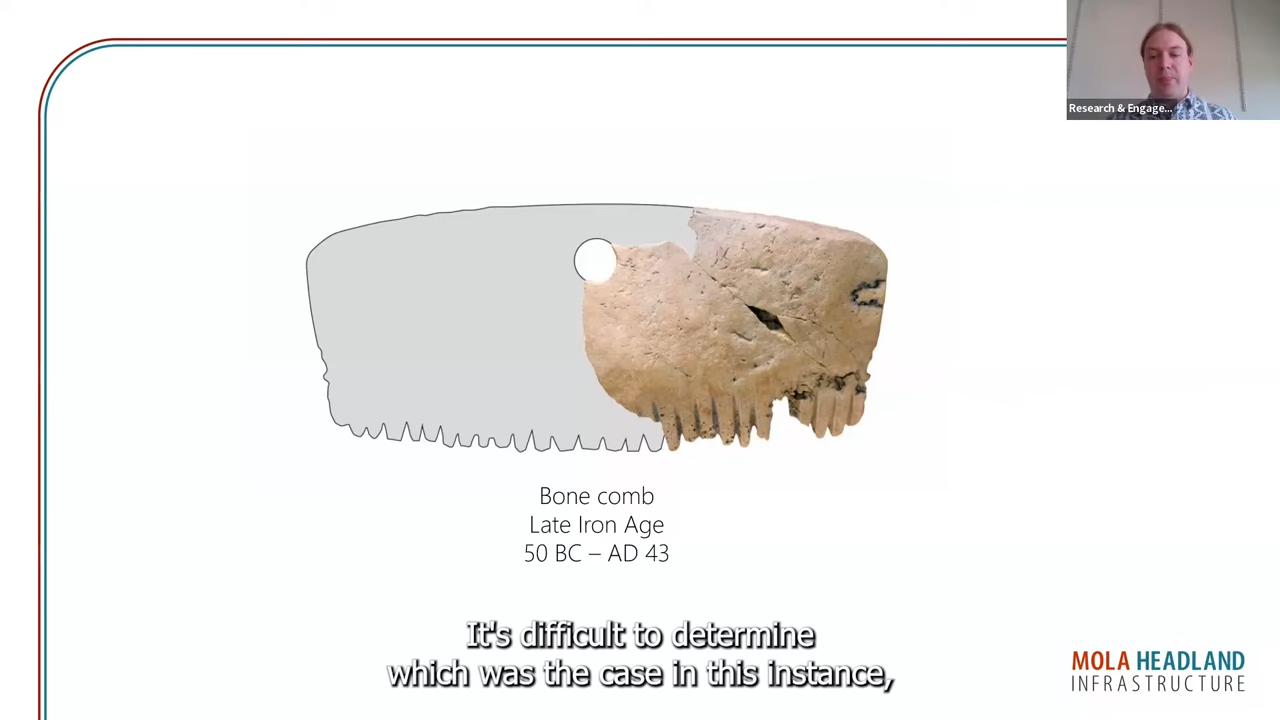 Research & Engage...
Bone comb
Late Iron Age
50 BC – AD 43
It's difficult to determine
which was the case in this instance,
MOLA HEADLAND
INFRASTRUCTURE